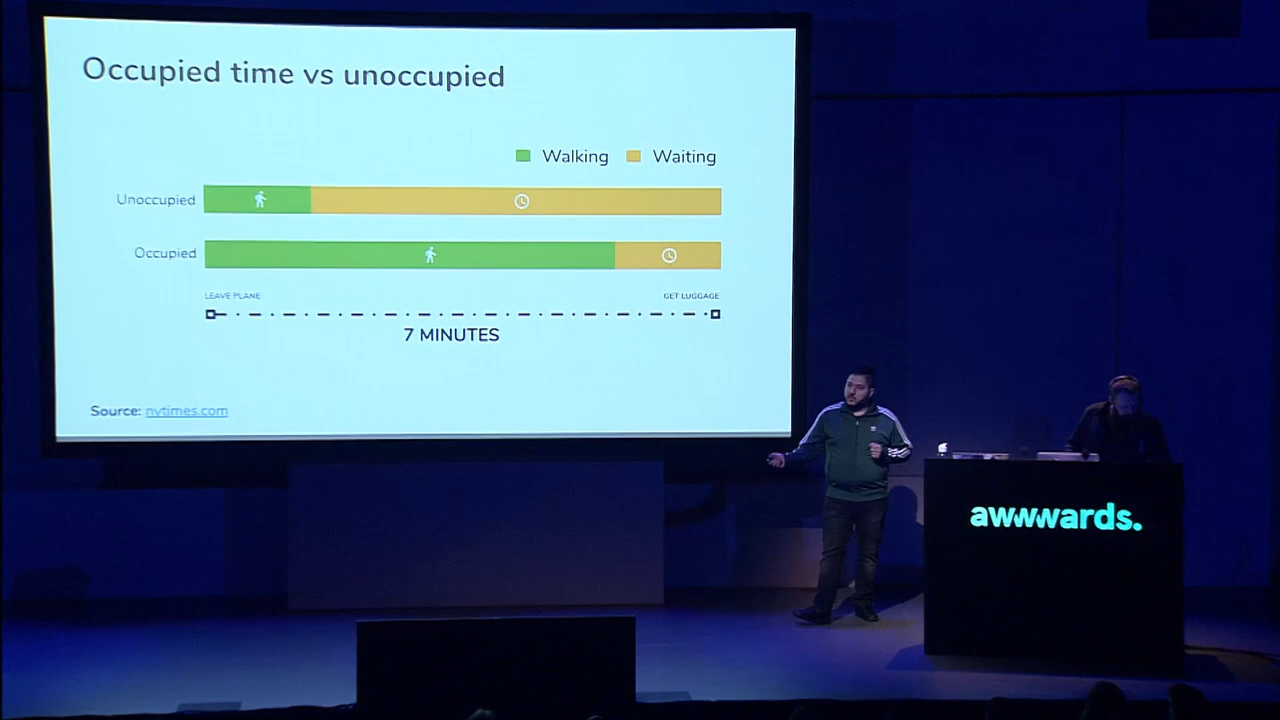 Occupied time vs unoccupied
Walking Waiting
Unoccupied
Occupied
LEAVE PLANE GET LUGGAGE
7 MINUTES
Source: nytimes.com
awwwards.